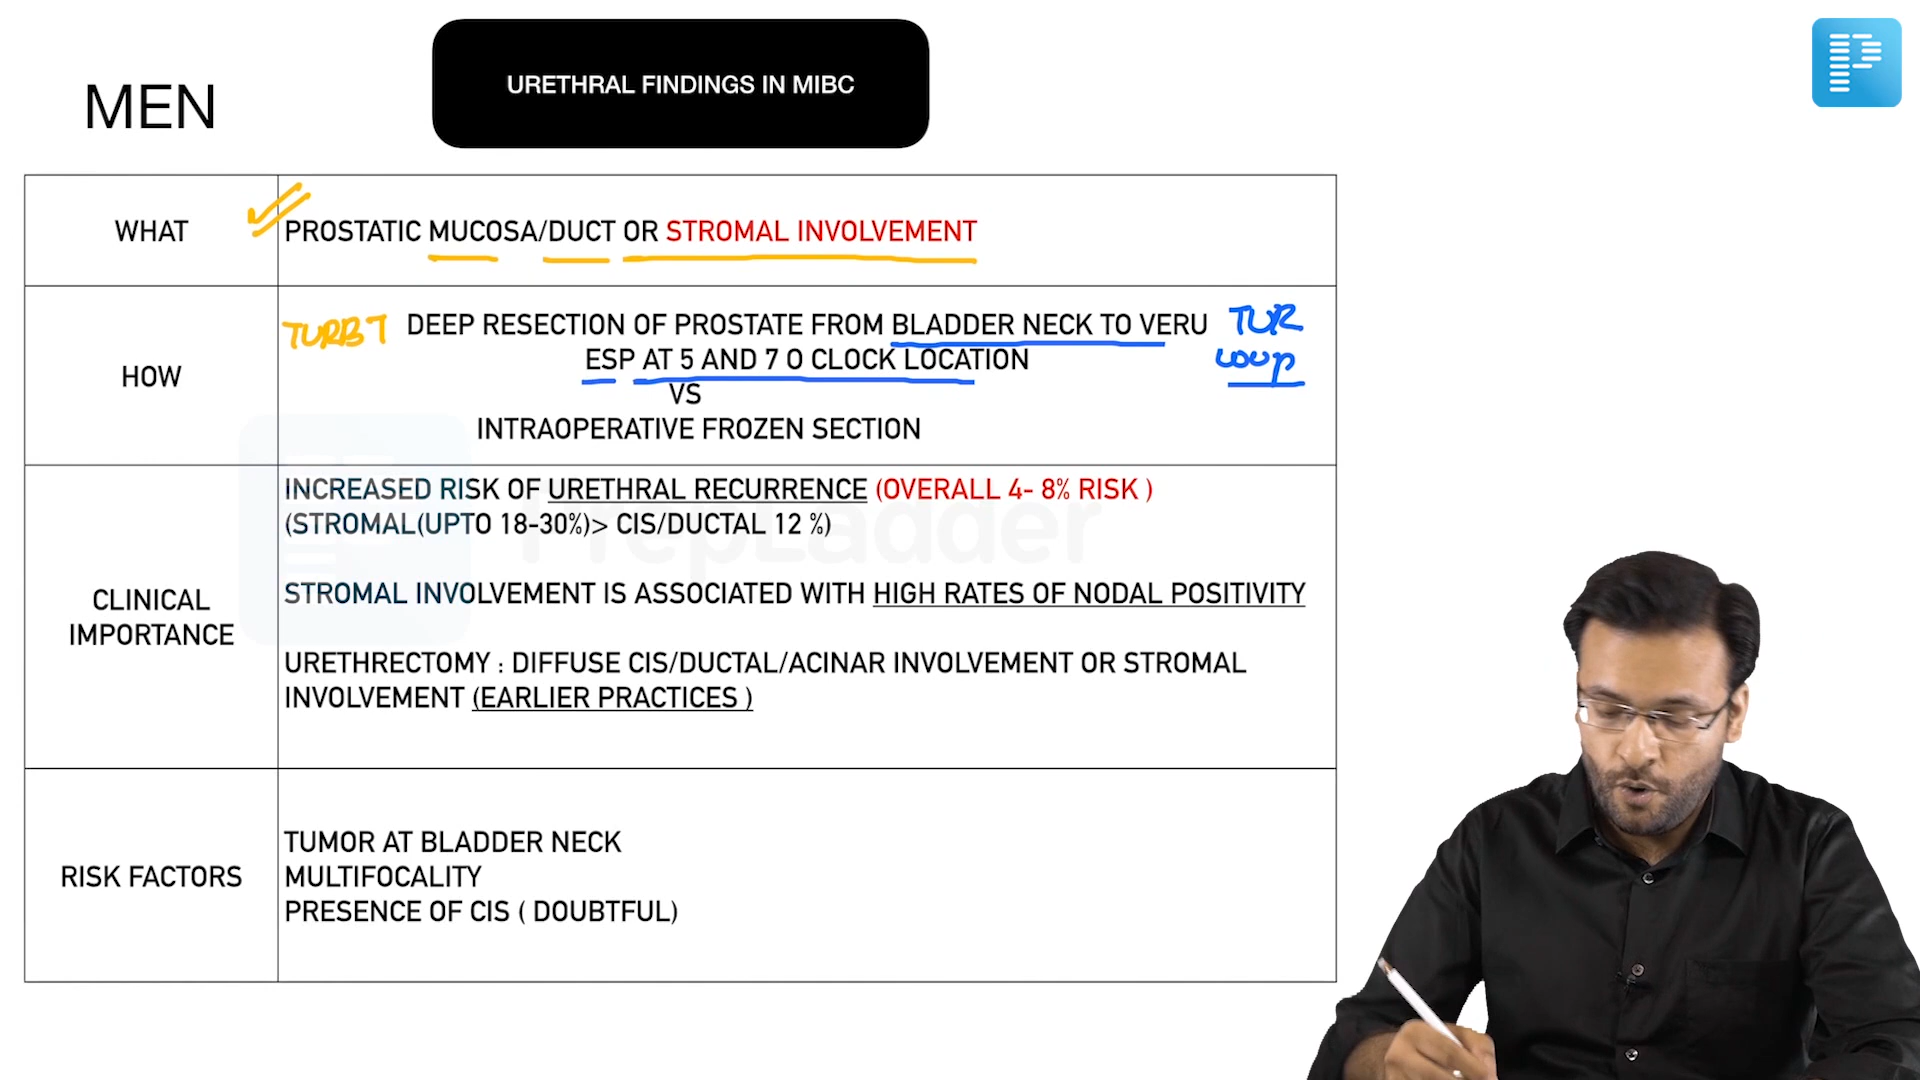 URETHRAL FINDINGS IN MIBC
MEN
WHAT
PROSTATIC MUCOSA/DUCT OR STROMAL INVOLVEMENT
HOW
TURBT
DEEP RESECTION OF PROSTATE FROM BLADDER NECK TO VERU
ESP AT 5 AND 7 O CLOCK LOCATION
VS
INTRAOPERATIVE FROZEN SECTION
TUR
LOUP
CLINICAL
IMPORTANCE
INCREASED RISK OF URETHRAL RECURRENCE (OVERALL 4- 8% RISK )
(STROMAL(UPTO 18-30%)> CIS/DUCTAL 12 %)
STROMAL INVOLVEMENT IS ASSOCIATED WITH HIGH RATES OF NODAL POSITIVITY
URETHRECTOMY : DIFFUSE CIS/DUCTAL/ACINAR INVOLVEMENT OR STROMAL
INVOLVEMENT (EARLIER PRACTICES )
RISK FACTORS
TUMOR AT BLADDER NECK
MULTIFOCALITY
PRESENCE OF CIS ( DOUBTFUL)
PrepLadder